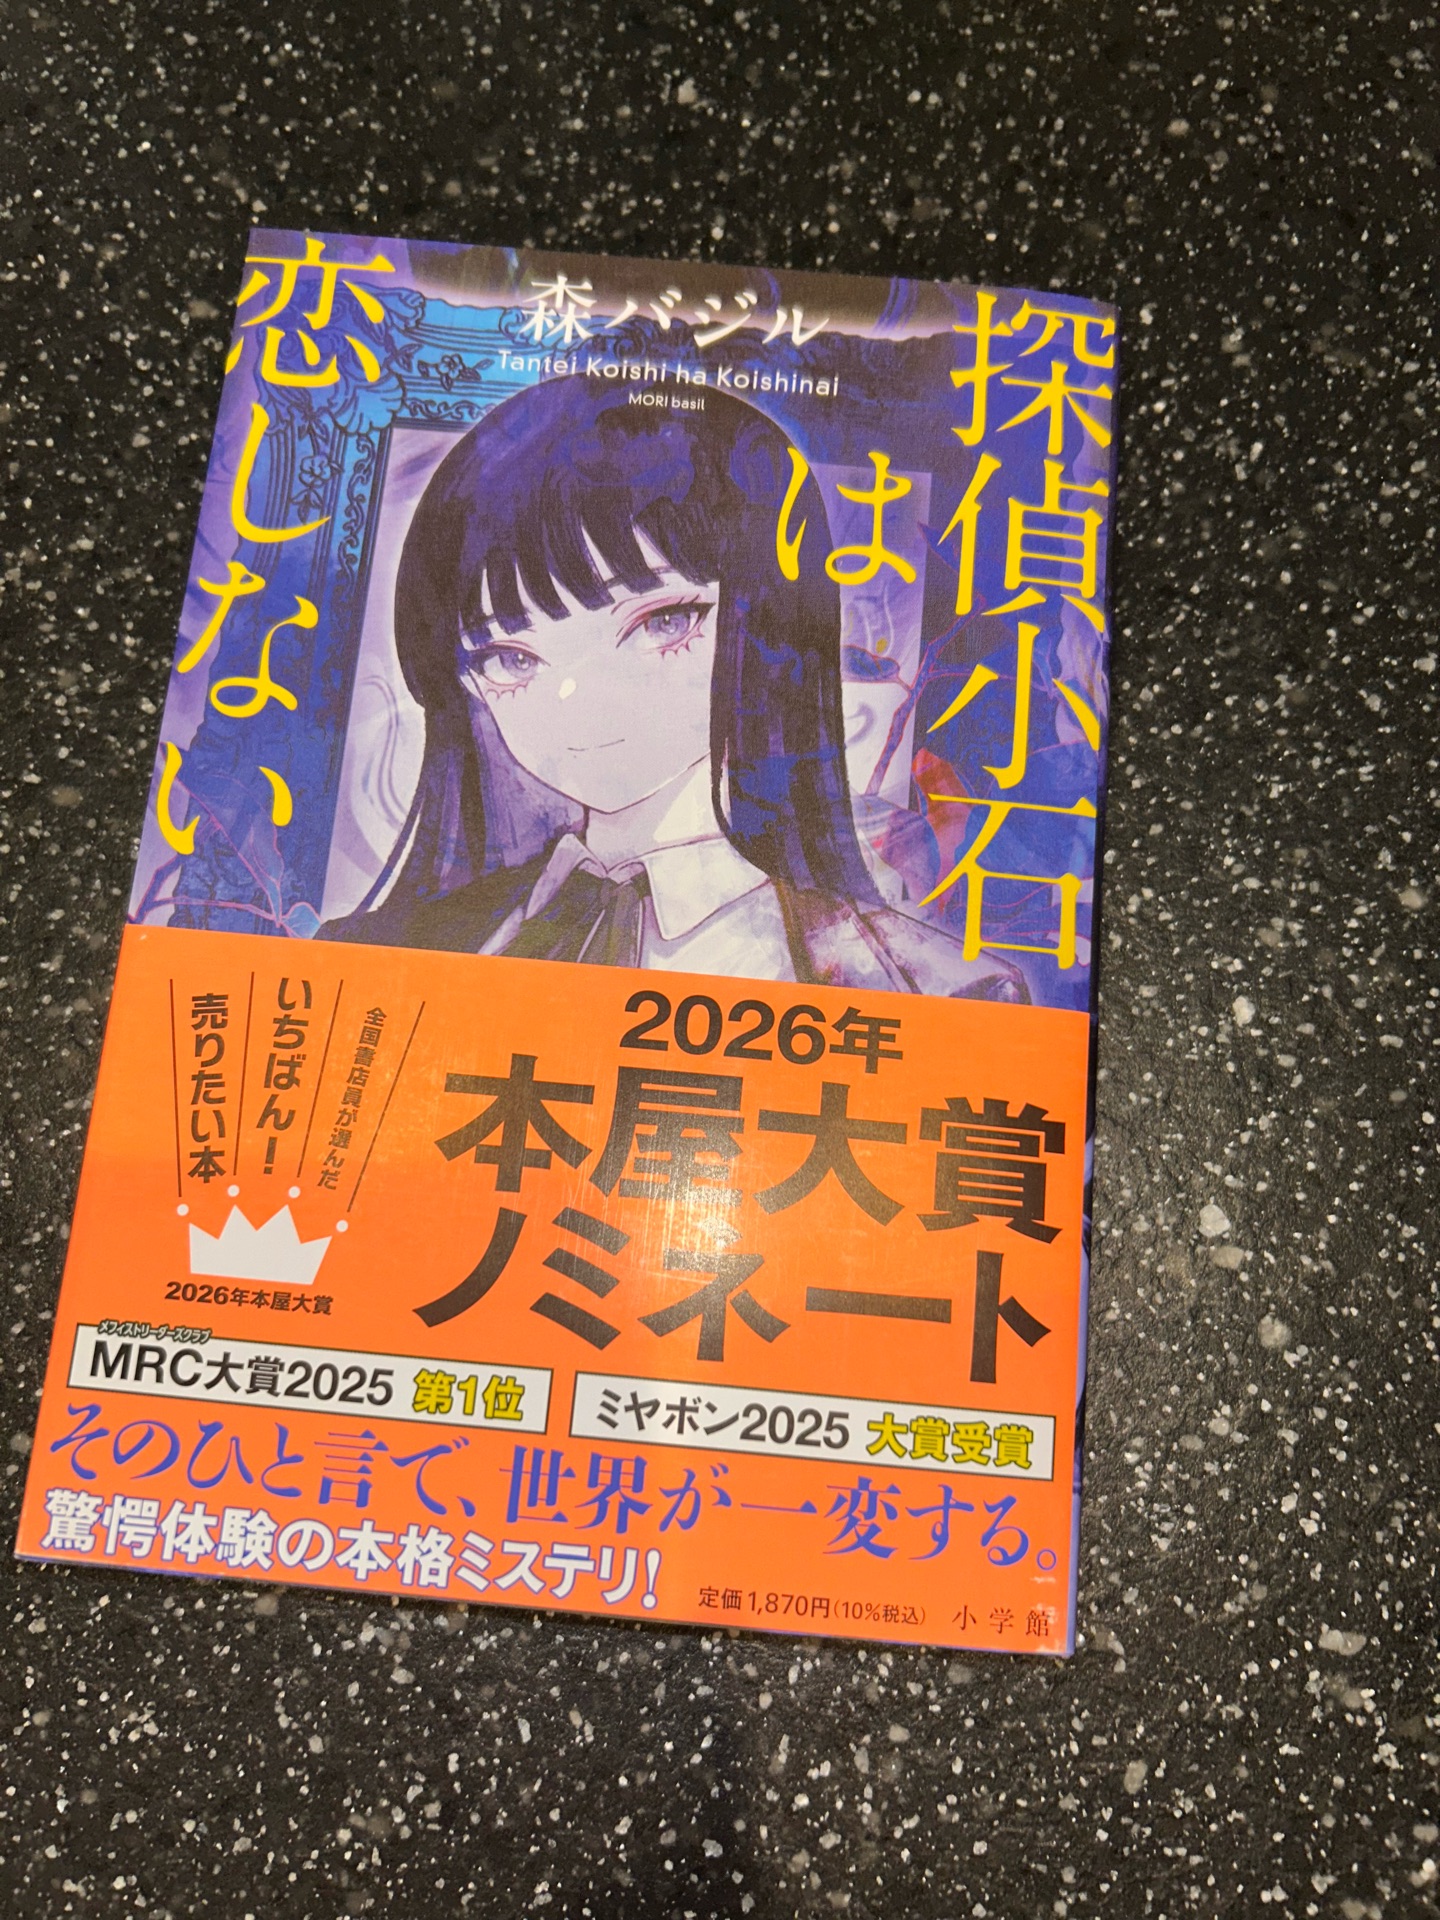 探偵小石
は
恋しない
森バジル
Tantei Koishi ha Koishinai
MORI basil
全国書店員が選んだ
いちばん!
売りたい本
2026年本屋大賞
2026年
本屋大賞
ノミネート
メフィストリーダーズクラブ
MRC大賞2025 第1位
ミヤボン2025 大賞受賞
そのひと言で、世界が一変する。
驚愕体験の本格ミステリ!
定価1,870円(10%税込)
小学館